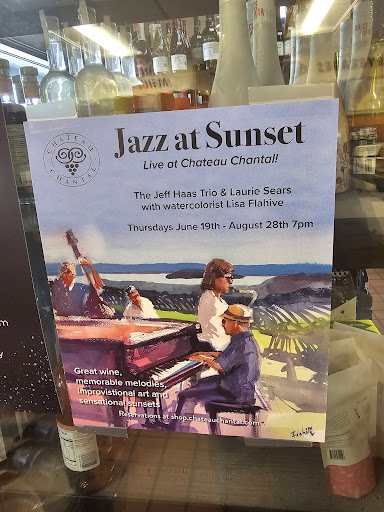 CHATEAU
CHANTAL
Jazz at Sunset
Live at Chateau Chantal!
The Jeff Haas Trio & Laurie Sears
with watercolorist Lisa Flahive
Thursdays June 19th - August 28th 7pm
Great wine,
memorable melodies,
improvistional art and
sensational sunsets
Reservations at shop.chateauchantal.com